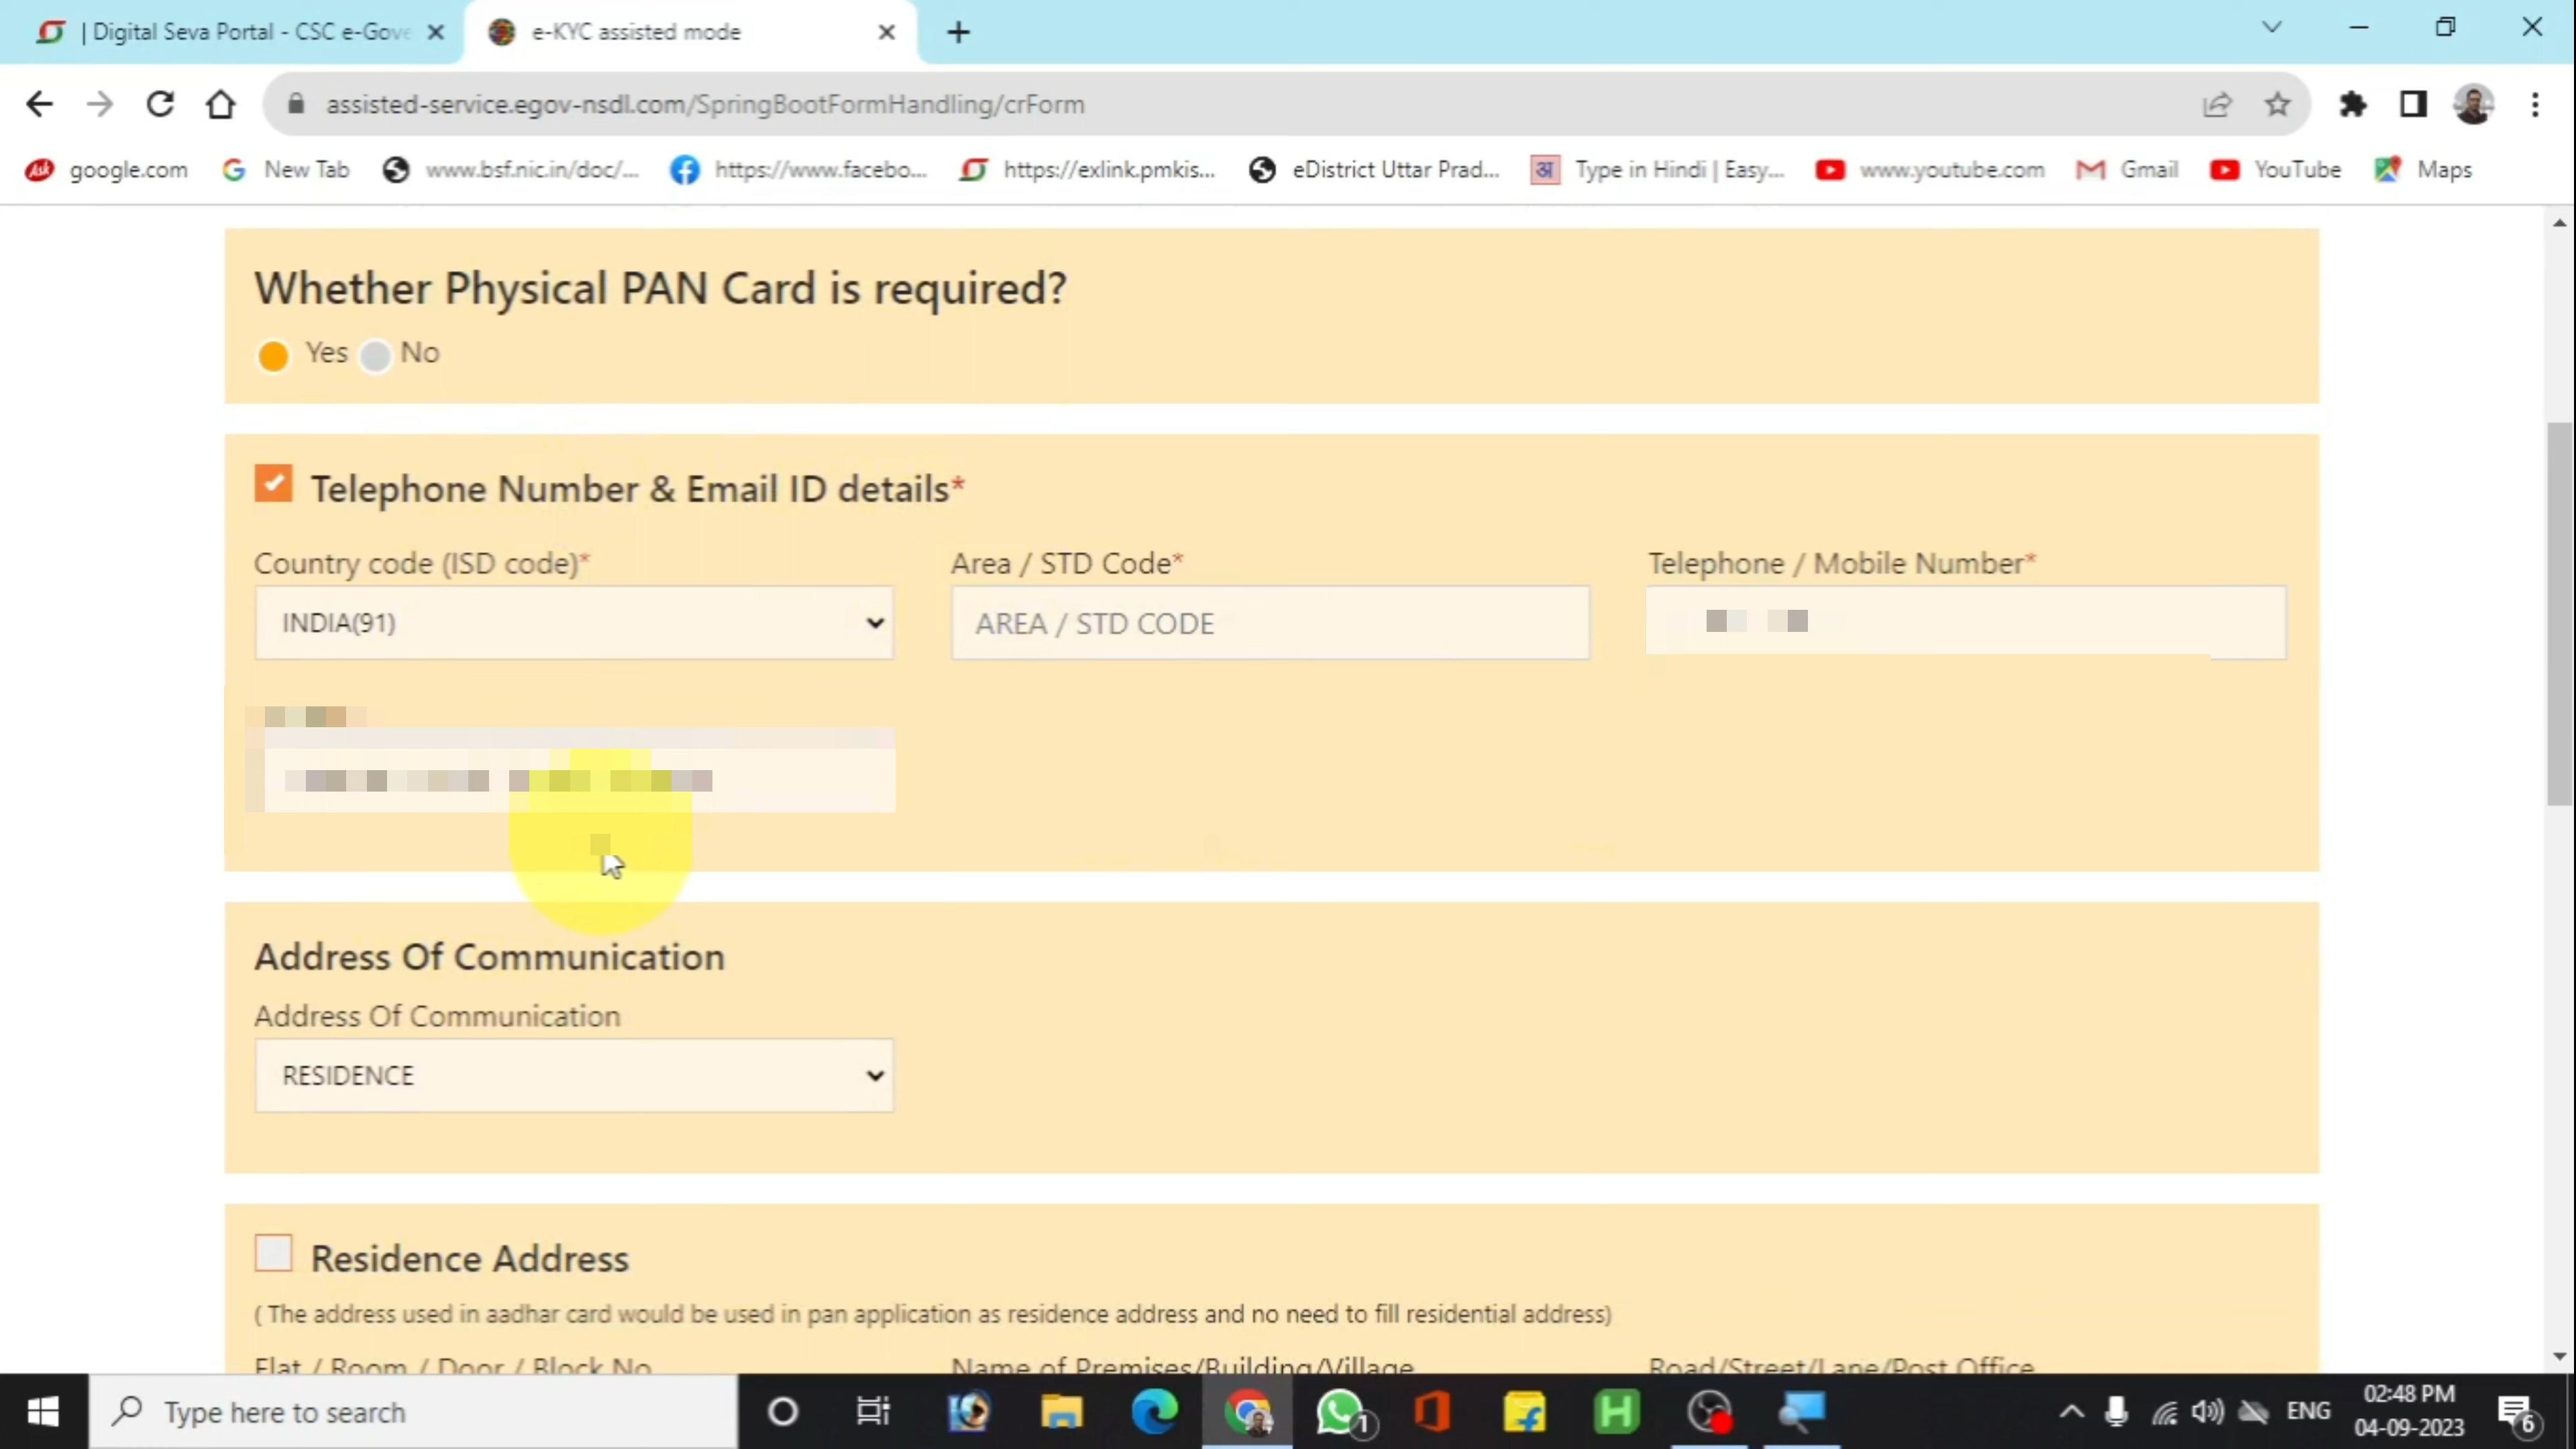 | Digital Seva Portal - CSC e-Gove
e-KYC assisted mode
assisted-service.egov-nsdl.com/SpringBootFormHandling/crForm
Ask google.com
New Tab
www.bsf.nic.in/doc/...
https://www.facebo...
https://exlink.pmkis...
eDistrict Uttar Prad...
अ Type in Hindi | Easy...
www.youtube.com
Gmail
YouTube
Maps
Whether Physical PAN Card is required?
Yes No
Telephone Number & Email ID details*
Country code (ISD code)* Area / STD Code* Telephone / Mobile Number*
INDIA(91) AREA / STD CODE
Address Of Communication
Address Of Communication
RESIDENCE
Residence Address
( The address used in aadhar card would be used in pan application as residence address and no need to fill residential address)
Flat / Room / Door / Block No Name of Premises/Building/Village Road/Street/Lane/Post Office
Type here to search
1
H
ENG
02:48 PM
04-09-2023
6